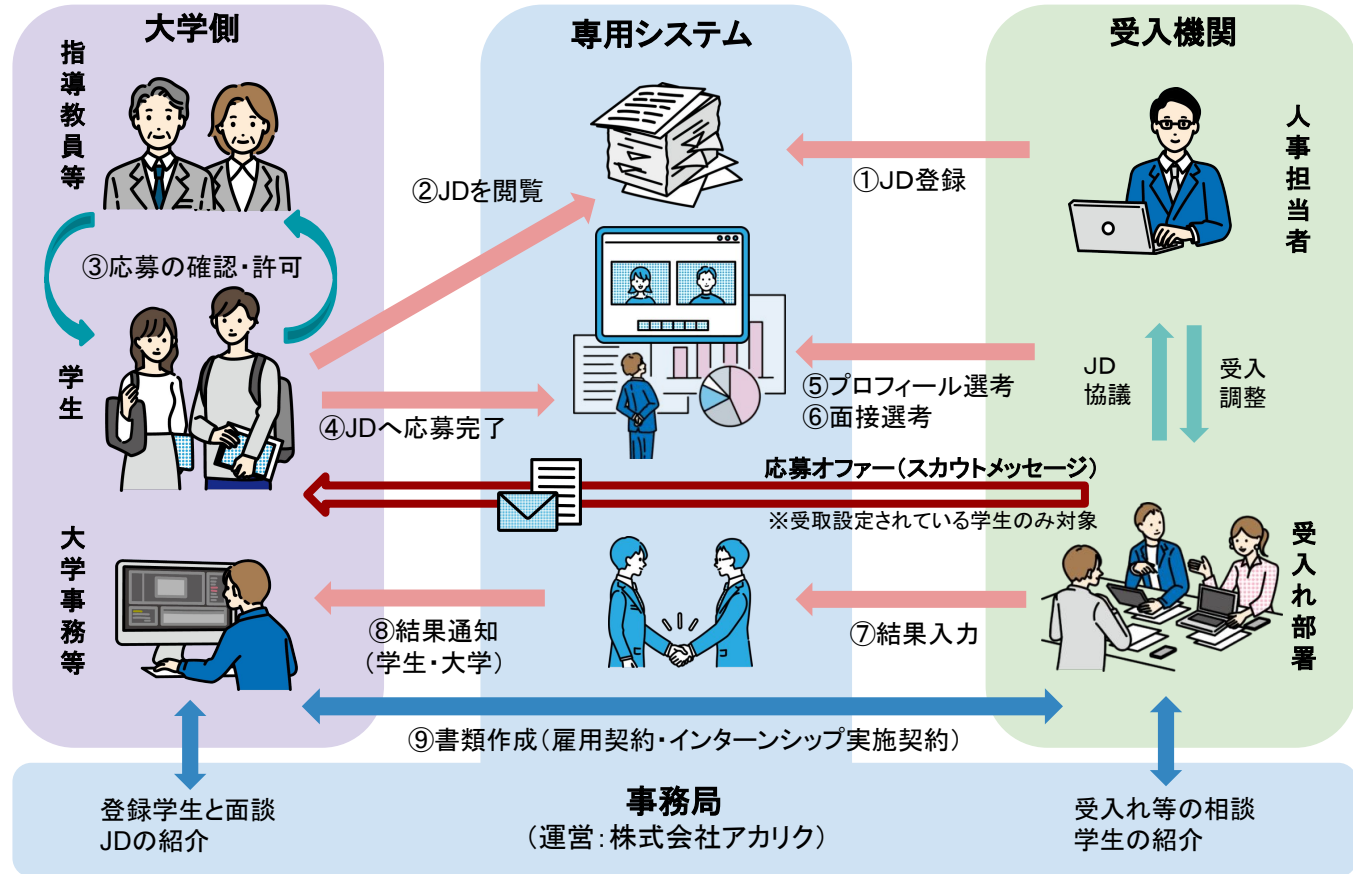 大学側
専用システム
受入機関
指導教員等
人事担当者
①JD登録
②JDを閲覧
③応募の確認・許可
学生
④JDへ応募完了
⑤プロフィール選考
⑥面接選考
JD
協議
受入
調整
応募オファー（スカウトメッセージ）
※受取設定されている学生のみ対象
大学事務等
受入れ部署
⑦結果入力
⑧結果通知
（学生・大学）
⑨書類作成（雇用契約・インターンシップ実施契約）
登録学生と面談
JDの紹介
事務局
（運営：株式会社アカリク）
受入れ等の相談
学生の紹介